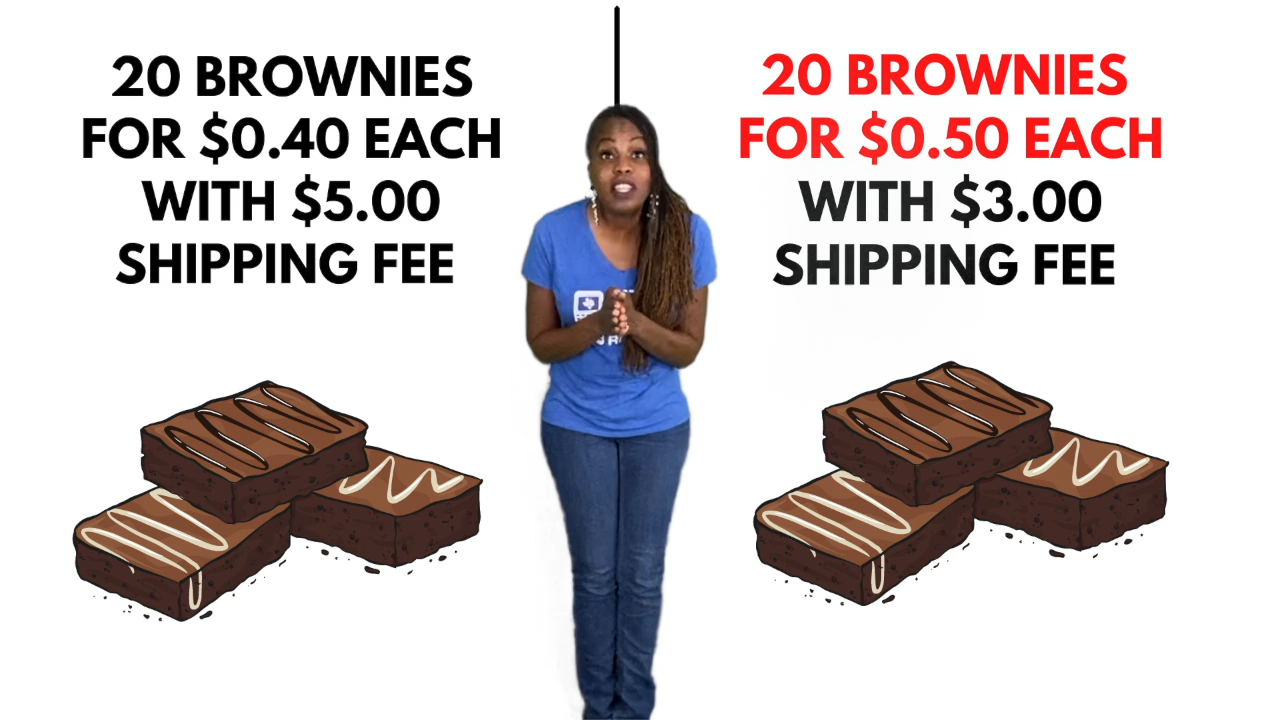 20 BROWNIES
FOR $0.40 EACH
WITH $5.00
SHIPPING FEE
20 BROWNIES
FOR $0.50 EACH
WITH $3.00
SHIPPING FEE